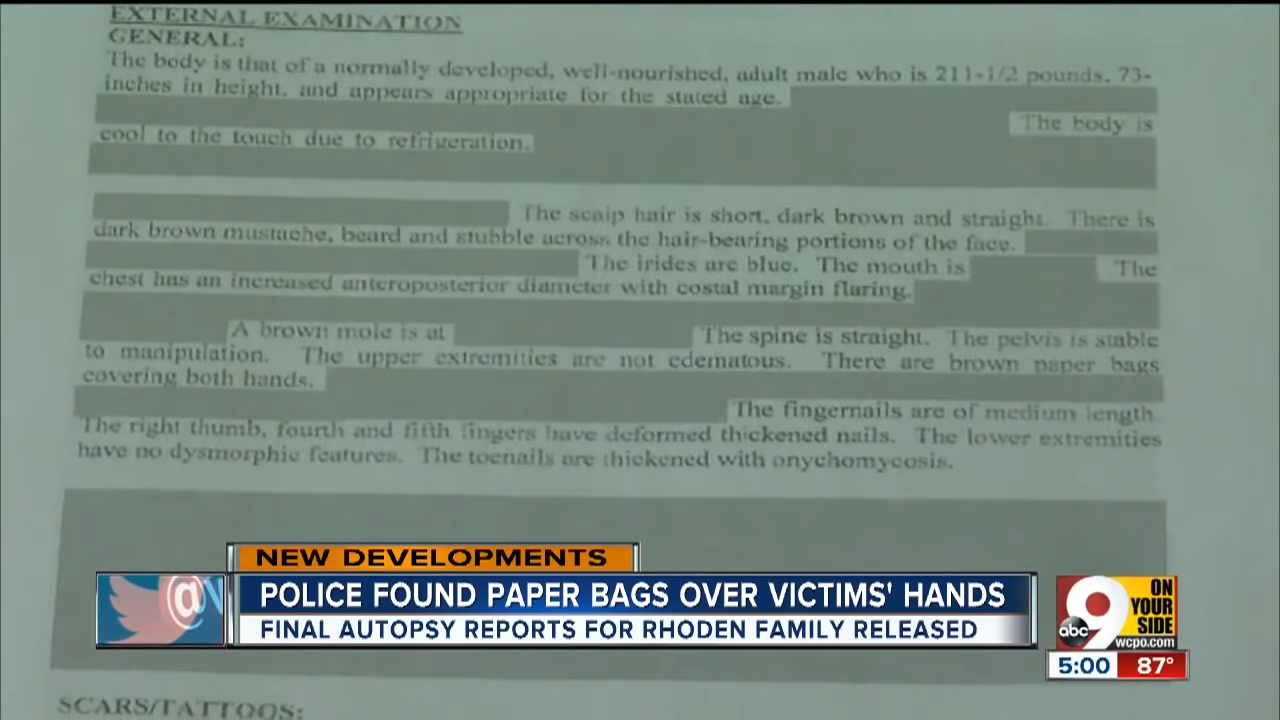 EXTERNAL EXAMINATION
GENERAL:
The body is that of a normally developed, well-nourished, adult male who is 211-1/2 pounds, 73-
inches in height, and appears appropriate for the stated age.
The body is
cool to the touch due to refrigeration.
The scalp hair is short, dark brown and straight. There is
dark brown mustache, beard and stubble across the hair-bearing portions of the face.
The irides are blue. The mouth is The
chest has an increased anteroposterior diameter with costal margin flaring.
A brown mole is at The spine is straight. The pelvis is stable
to manipulation. The upper extremities are not edematous. There are brown paper bags
covering both hands.
The fingernails are of medium length.
The right thumb, fourth and fifth fingers have deformed thickened nails. The lower extremities
have no dysmorphic features. The toenails are thickened with onychomycosis.
NEW DEVELOPMENTS
POLICE FOUND PAPER BAGS OVER VICTIMS' HANDS
FINAL AUTOPSY REPORTS FOR RHODEN FAMILY RELEASED
@
abc 9 ON
YOUR
SIDE
wcpo.com
5:00 87°
SCARS/TATTOOS: